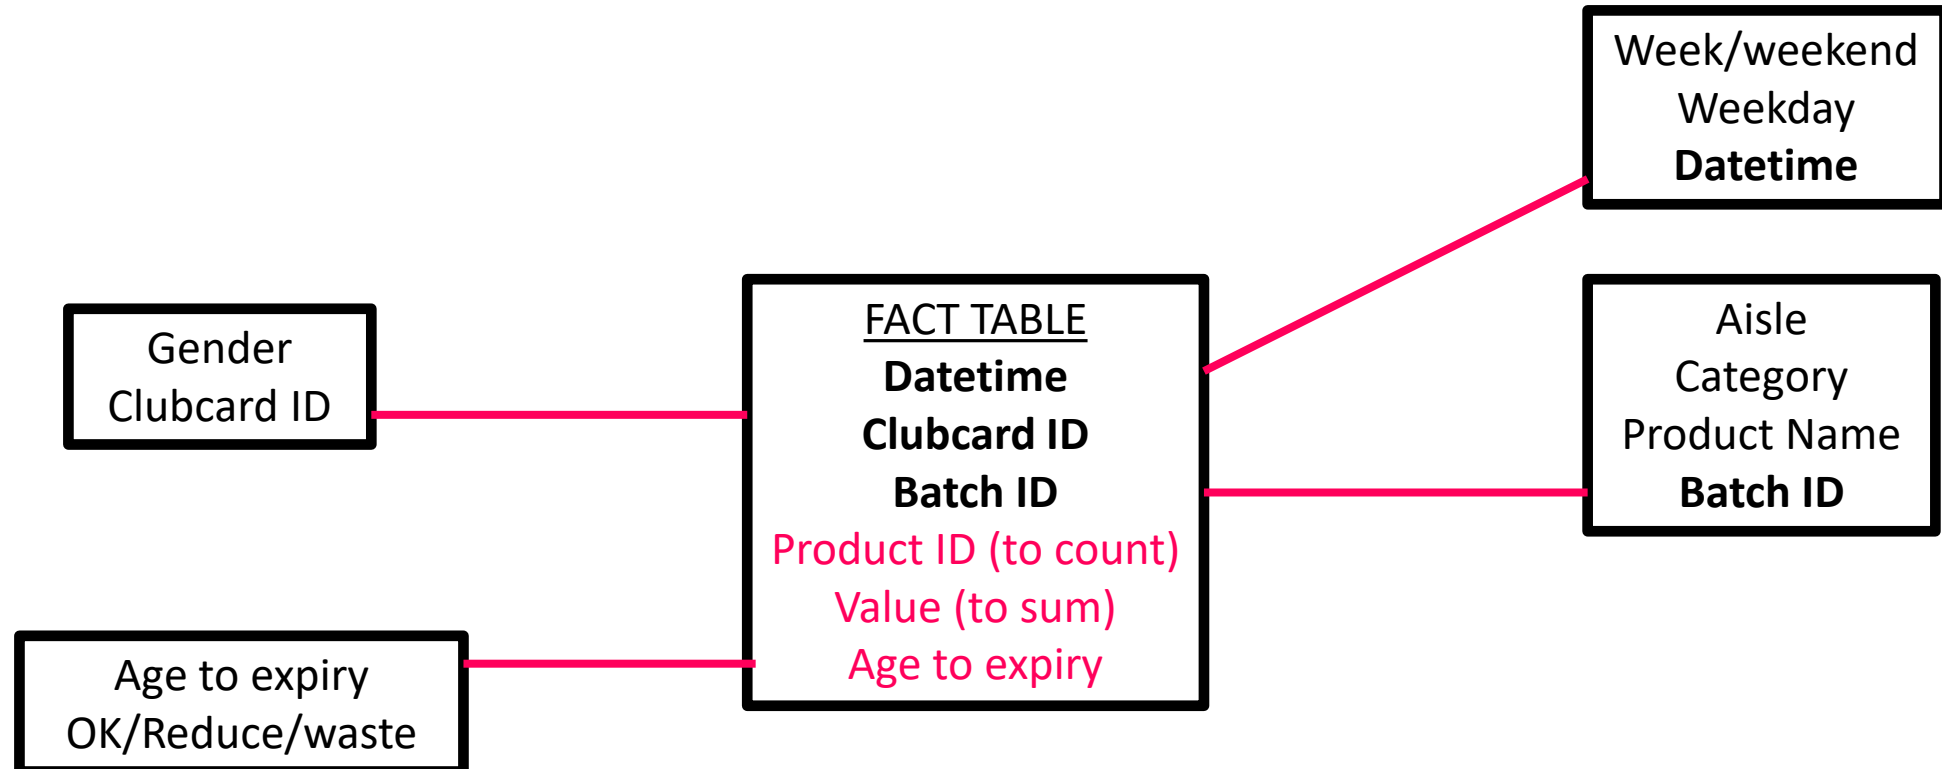 Week/weekend
Weekday
Datetime
Gender
Clubcard ID
FACT TABLE
Datetime
Clubcard ID
Batch ID
Product ID (to count)
Value (to sum)
Age to expiry
Aisle
Category
Product Name
Batch ID
Age to expiry
OK/Reduce/waste